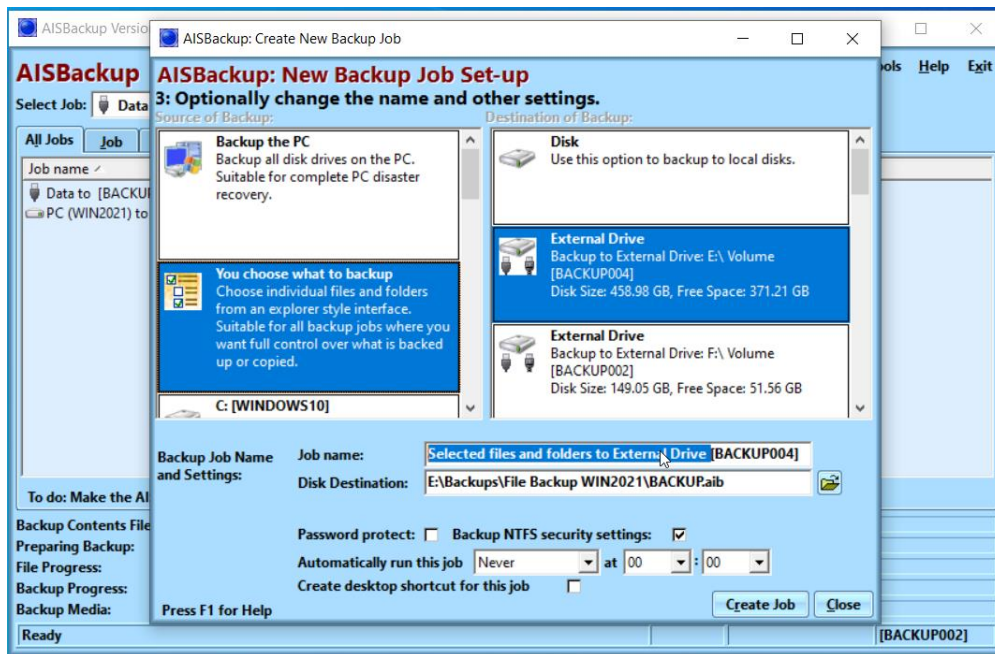 AISBackup Versio
AISBackup: Create New Backup Job
AISBackup
ols Help Exit
Select Job: Data
All Jobs Job
Job name
Data to [BACKU
PC (WIN2021) to
AISBackup: New Backup Job Set-up
3: Optionally change the name and other settings.
Source of Backup:
Destination of Backup:
Backup the PC
Backup all disk drives on the PC.
Suitable for complete PC disaster
recovery.
You choose what to backup
Choose individual files and folders
from an explorer style interface.
Suitable for all backup jobs where you
want full control over what is backed
up or copied.
C: [WINDOWS10]
Disk
Use this option to backup to local disks.
External Drive
Backup to External Drive: E:\ Volume
[BACKUP004]
Disk Size: 458.98 GB, Free Space: 371.21 GB
External Drive
Backup to External Drive: F:\ Volume
[BACKUP002]
Disk Size: 149.05 GB, Free Space: 51.56 GB
Backup Job Name
and Settings:
Job name: Selected files and folders to External Drive [BACKUP004]
Disk Destination: E:\Backups\File Backup WIN2021\BACKUP.aib
Password protect: Backup NTFS security settings:
Automatically run this job Never at 00 : 00
Create desktop shortcut for this job
Press F1 for Help
Create Job Close
To do: Make the AI
Backup Contents File
Preparing Backup:
File Progress:
Backup Progress:
Backup Media:
Ready
[BACKUP002]